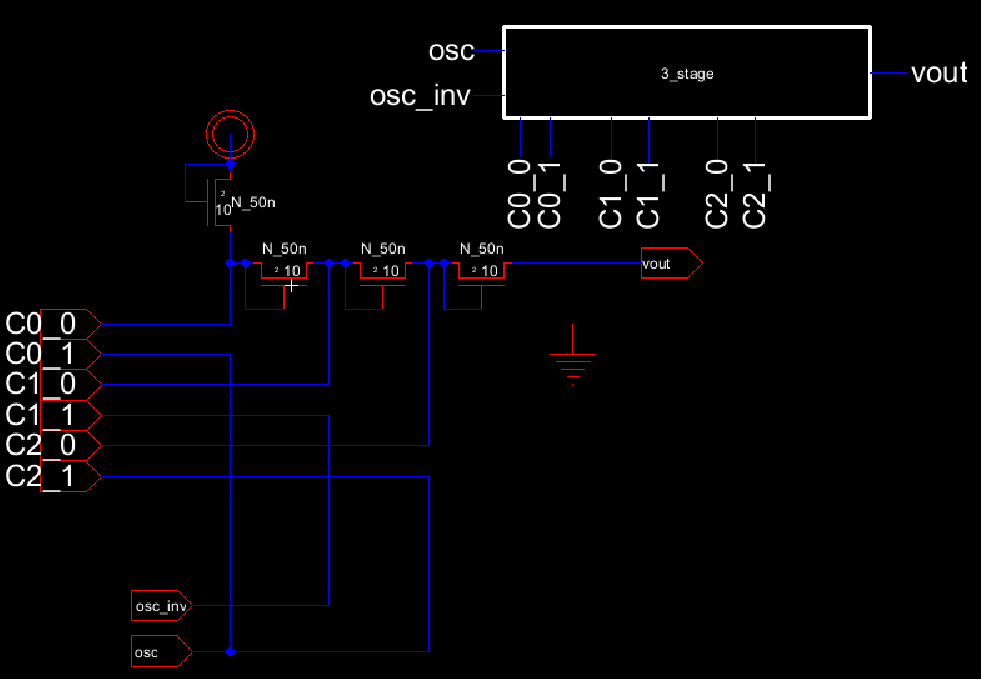 osc
osc_inv
3_stage
vout
C0_0
C0_1
C1_0
C1_1
C2_0
C2_1
2
10
N_50n
N_50n
2 10
N_50n
2 10
N_50n
2 10
vout
C0_0
C0_1
C1_0
C1_1
C2_0
C2_1
osc_inv
osc